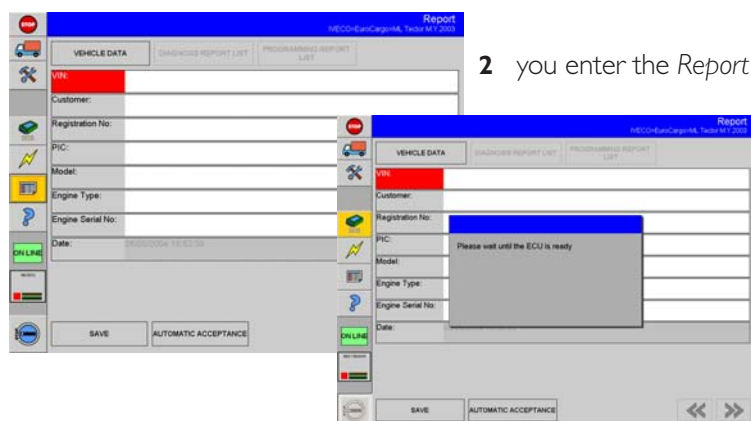 STOP
Report
IVECO>EuroCargo>ML Tector M.Y.2003
VEHICLE DATA
DIAGNOSIS REPORT LIST
PROGRAMMING REPORT
LIST
VIN:
Customer:
Registration No:
PIC:
Model:
Engine Type:
Engine Serial No:
Date:
ON LINE
SAVE
AUTOMATIC ACCEPTANCE
2 you enter the Report
Report
IVECO>EuroCargo>ML Tector M.Y.2003
VEHICLE DATA
DIAGNOSIS REPORT LIST
PROGRAMMING REPORT
LIST
VIN:
Customer:
Registration No:
PIC:
Model:
Engine Type:
Engine Serial No:
Date:
Please wait until the ECU is ready
ON LINE
SAVE
AUTOMATIC ACCEPTANCE